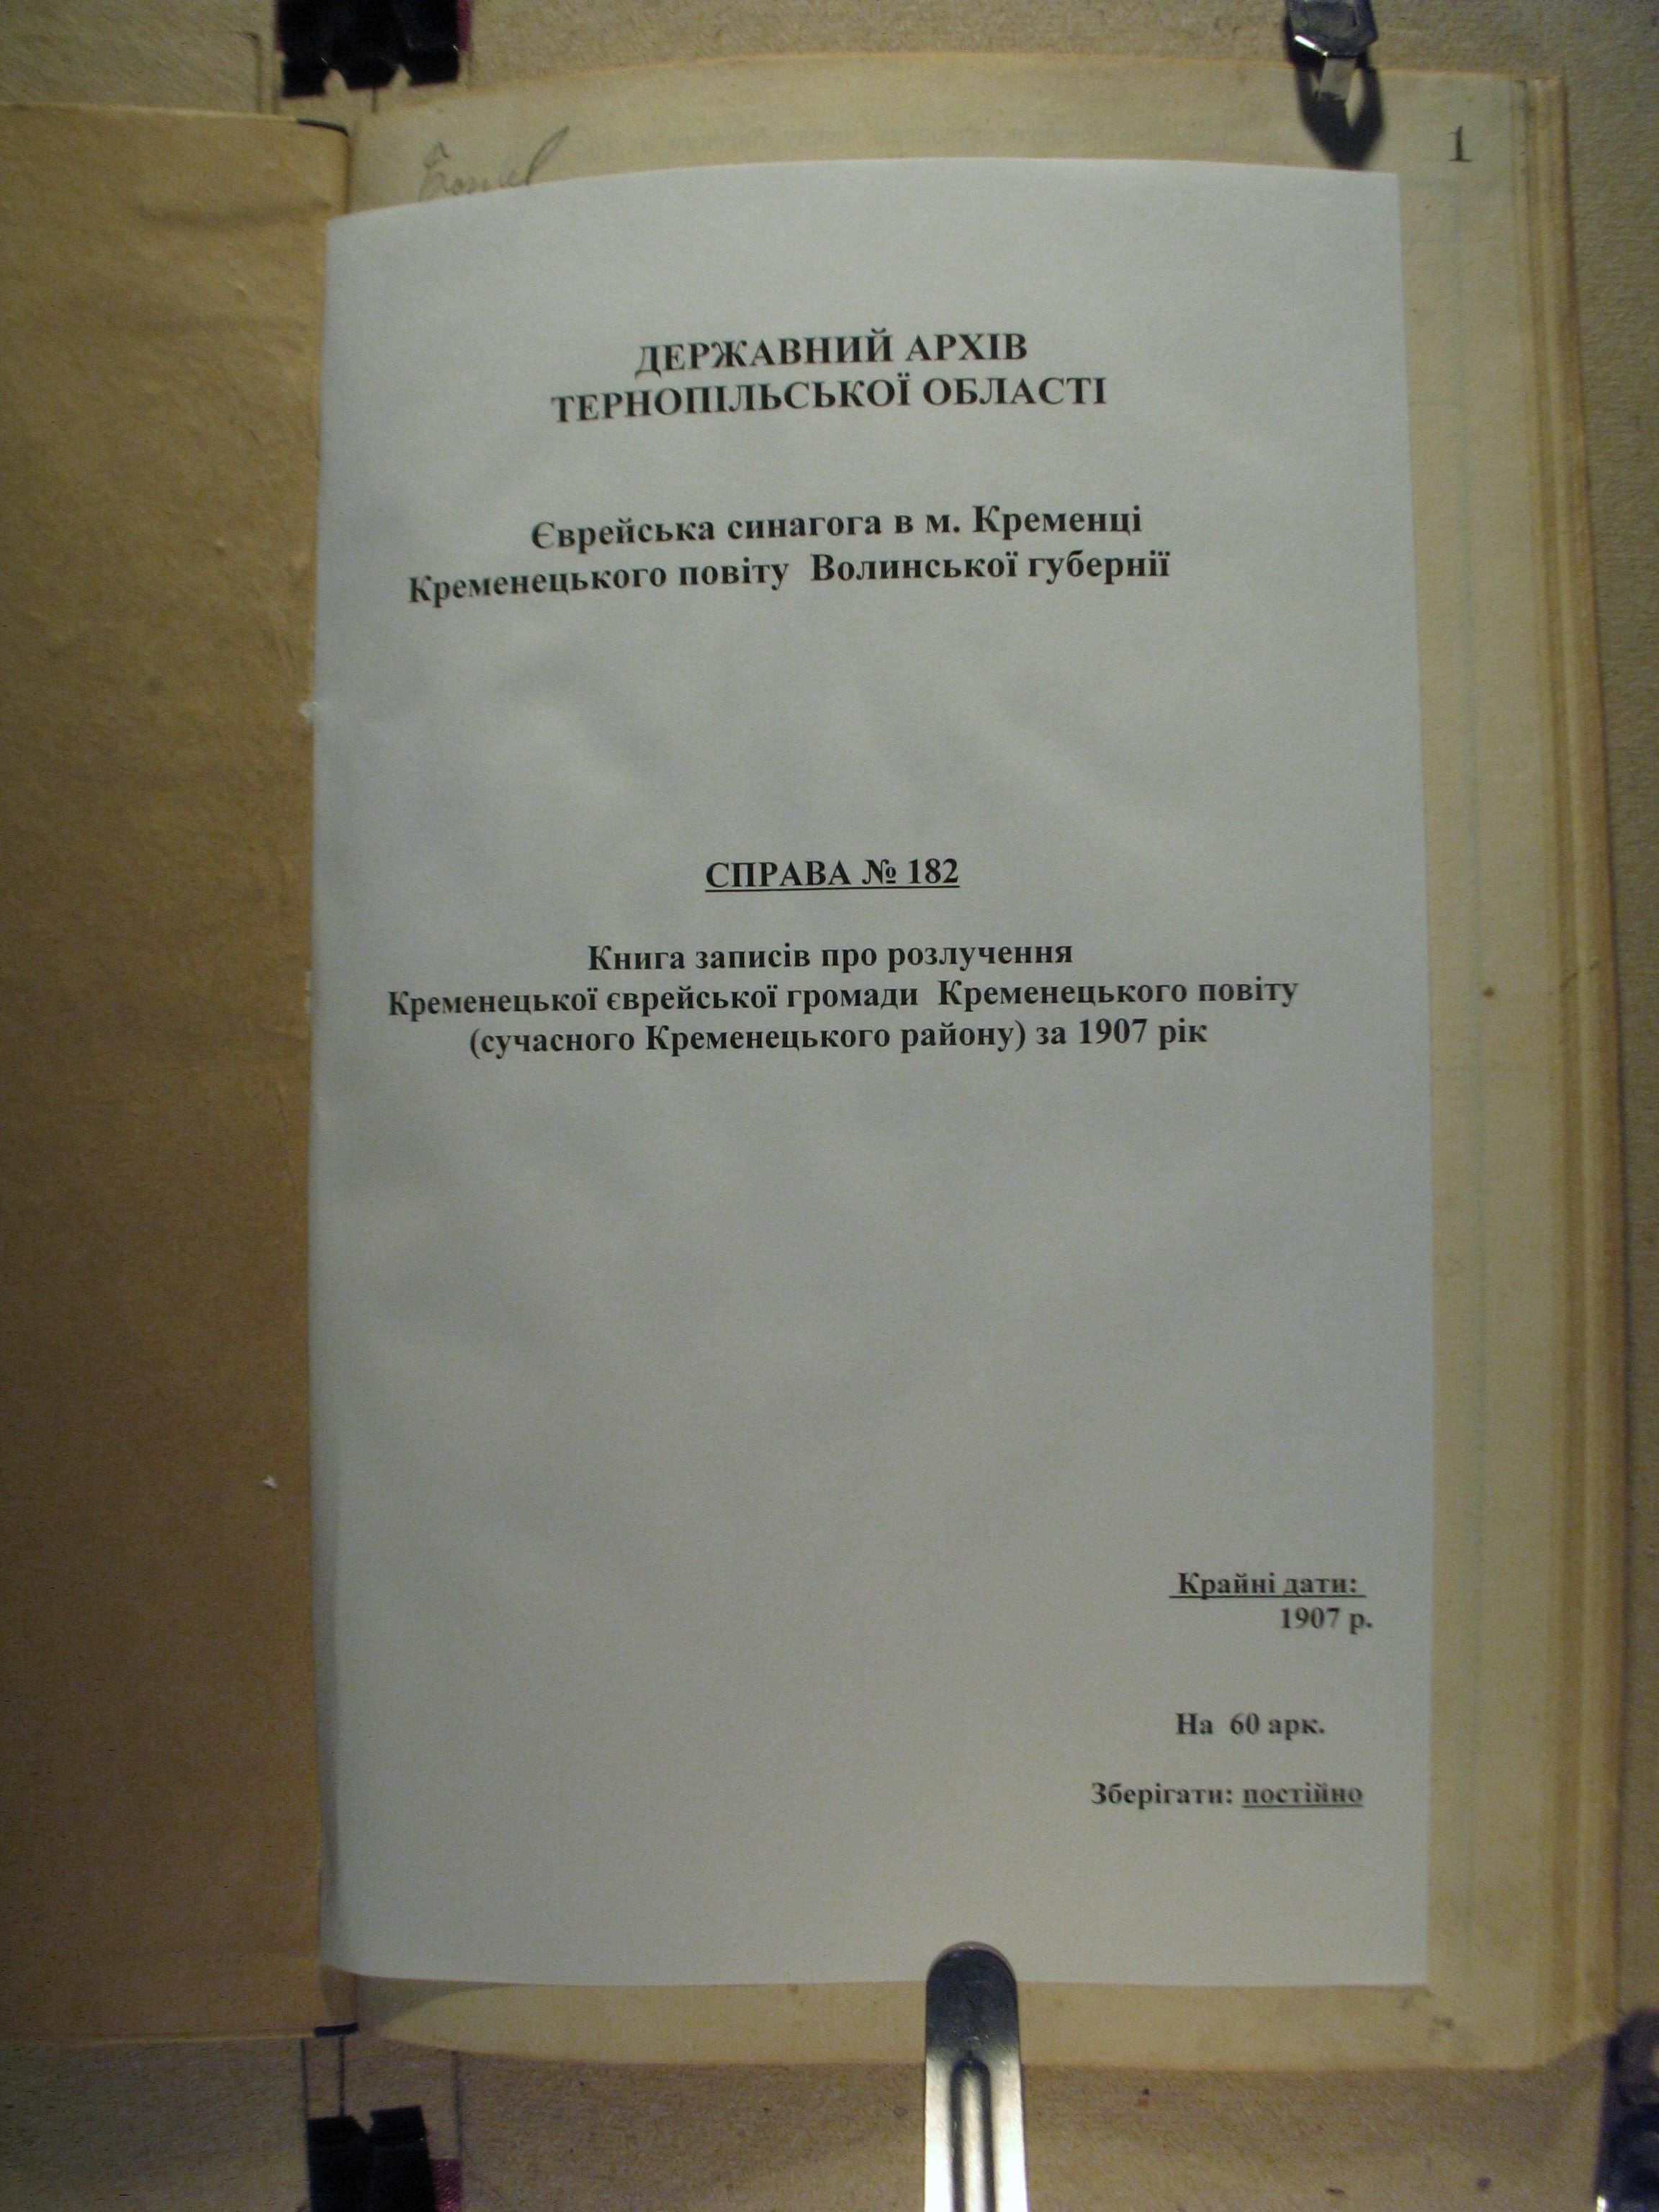 1
ДЕРЖАВНИЙ АРХІВ
ТЕРНОПІЛЬСЬКОЇ ОБЛАСТІ
Єврейська синагога в м. Кременці
Кременецького повіту Волинської губернії
СПРАВА № 182
Книга записів про розлучення
Кременецької єврейської громади Кременецького повіту
(сучасного Кременецького району) за 1907 рік
Крайні дати:
1907 р.
На 60 арк.
Зберігати: постійно